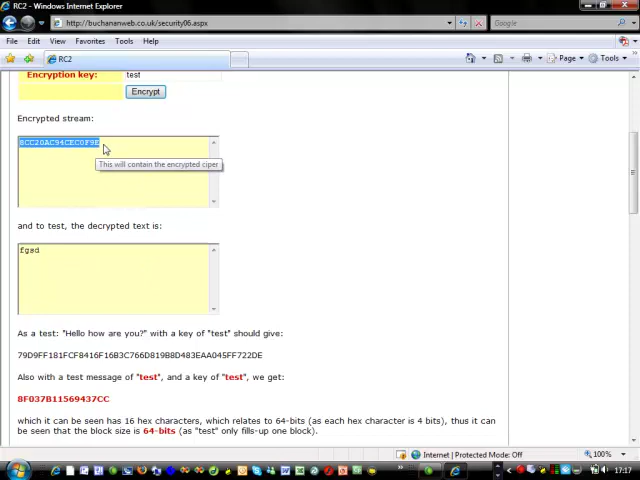 RC2 - Windows Internet Explorer
http://buchananweb.co.uk/security06.aspx
Google
File Edit View Favorites Tools Help
RC2
Page Tools
Encryption key: test
Encrypt
Encrypted stream:
8CC20AC94CEC0F9E
This will contain the encrypted ciper
and to test, the decrypted text is:
fgsd
As a test: "Hello how are you?" with a key of "test" should give:
79D9FF181FCF8416F16B3C766D819B8D483EAA045FF722DE
Also with a test message of "test", and a key of "test", we get:
8F037B11569437CC
which it can be seen has 16 hex characters, which relates to 64-bits (as each hex character is 4 bits), thus it can
be seen that the block size is 64-bits (as "test" only fills-up one block).
Internet | Protected Mode: Off
100%
17:17